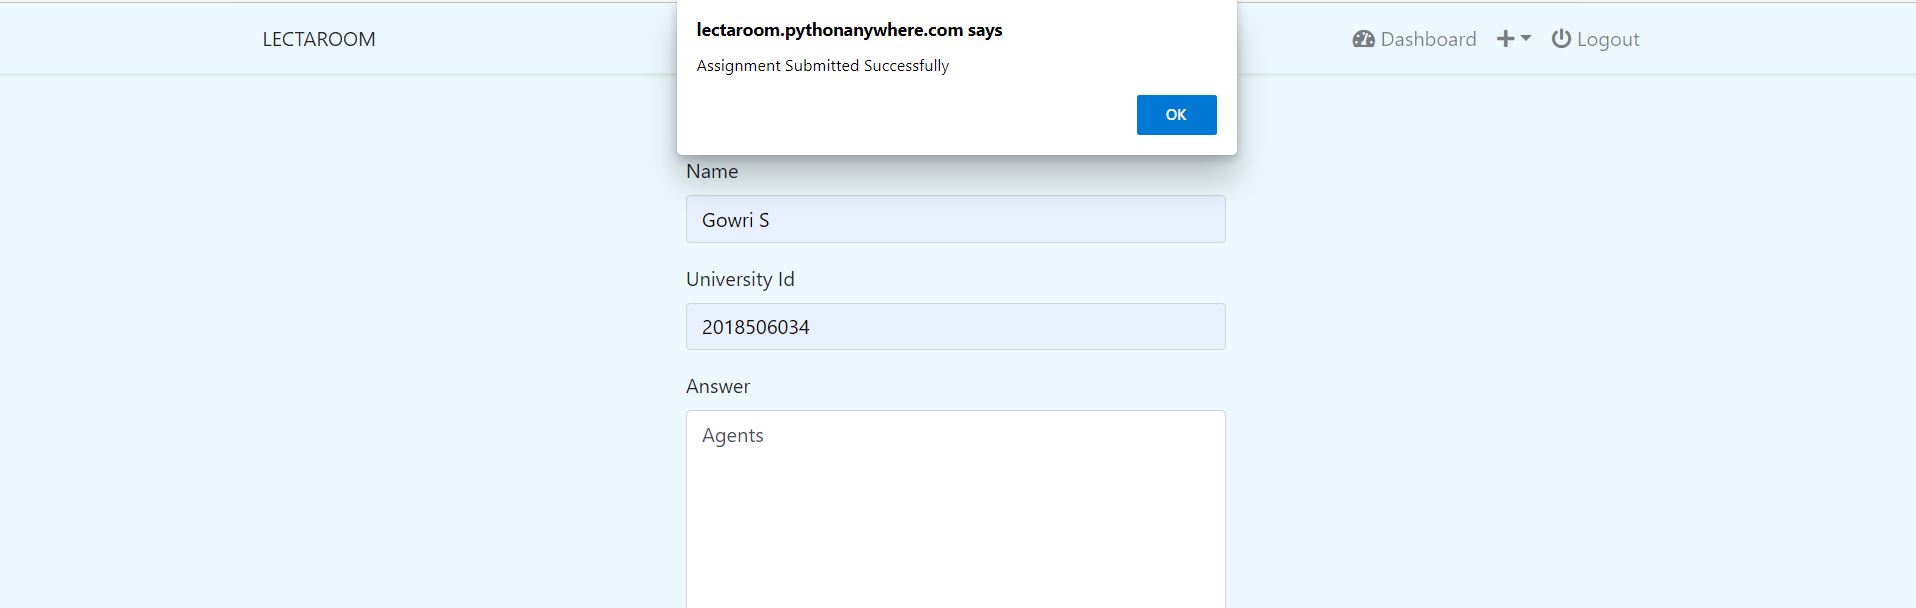 LECTAROOM
lectaroom.pythonanywhere.com says
Assignment Submitted Successfully
OK
Dashboard
Logout
Name
Gowri S
University Id
2018506034
Answer
Agents